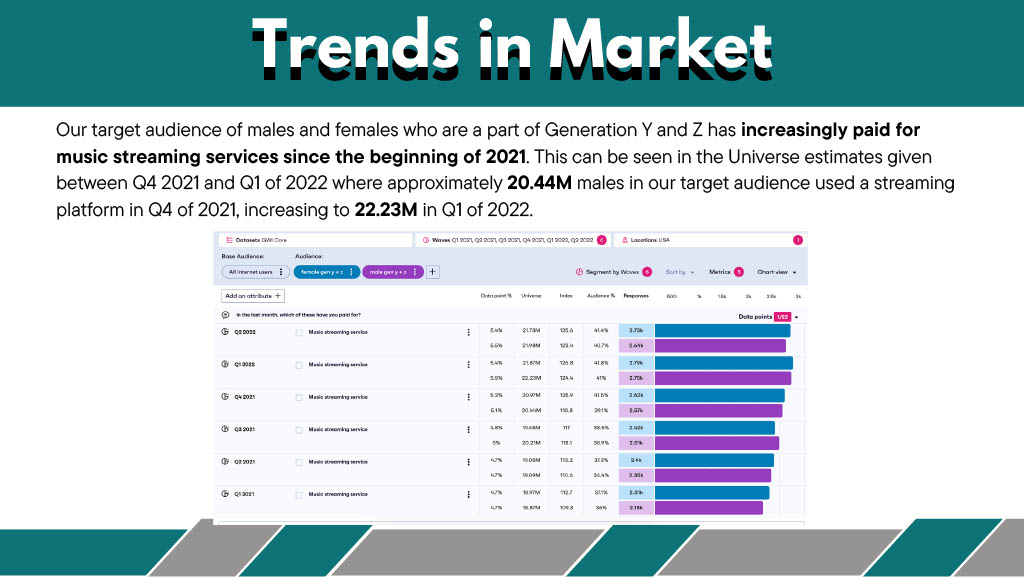 Trends in Market
Our target audience of males and females who are a part of Generation Y and Z has increasingly paid for
music streaming services since the beginning of 2021. This can be seen in the Universe estimates given
between Q4 2021 and Q1 of 2022 where approximately 20.44M males in our target audience used a streaming
platform in Q4 of 2021, increasing to 22.23M in Q1 of 2022.
Datasets GWI Core Waves Q1 2021, Q2 2021, Q3 2021, Q4 2021, Q1 2022, Q2 2022 6 Locations USA 1
Base Audience: Audience:
All internet users female gen y + z male gen y + z + Segment by Waves 6 Sort by Metrics 5 Chart view
Add an attribute + Data point % Universe Index Audience % Responses 500 1k 1.5k 2k 2.5k 3k
In the last month, which of these have you paid for? Data points 1/22
Q2 2022 Music streaming service 5.4% 21.73M 125.6 41.4% 2.73k
5.5% 21.98M 123.4 40.7% 2.64k
Q1 2022 Music streaming service 5.4% 21.87M 126.8 41.8% 2.79k
5.5% 22.23M 124.4 41% 2.75k
Q4 2021 Music streaming service 5.2% 20.97M 125.9 41.5% 2.63k
5.1% 20.44M 118.8 39.1% 2.57k
Q3 2021 Music streaming service 4.8% 19.45M 117 38.6% 2.42k
5% 20.21M 118.1 38.9% 2.51k
Q2 2021 Music streaming service 4.7% 19.05M 113.2 37.3% 2.4k
4.7% 19.09M 110.6 36.4% 2.35k
Q1 2021 Music streaming service 4.7% 18.97M 112.7 37.1% 2.31k
4.7% 18.87M 109.3 36% 2.18k